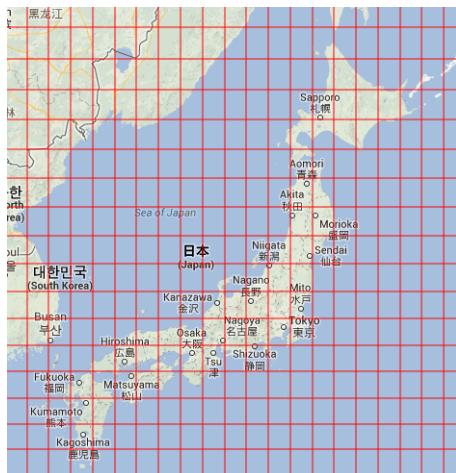 黑龙江
Sapporo
札幌
Aomori
青森
Akita
秋田
Morioka
盛岡
Sea of Japan
Sendai
仙台
日本
(Japan)
Niigata
新潟
대한민국
(South Korea)
Nagano
長野
Mito
水戸
Kanazawa
金沢
Busan
부산
Nagoya
名古屋
Tokyo
東京
Hiroshima
広島
Osaka
大阪
Tsu
津
Shizuoka
静岡
Fukuoka
福岡
Matsuyama
松山
Kumamoto
熊本
Kagoshima
鹿児島